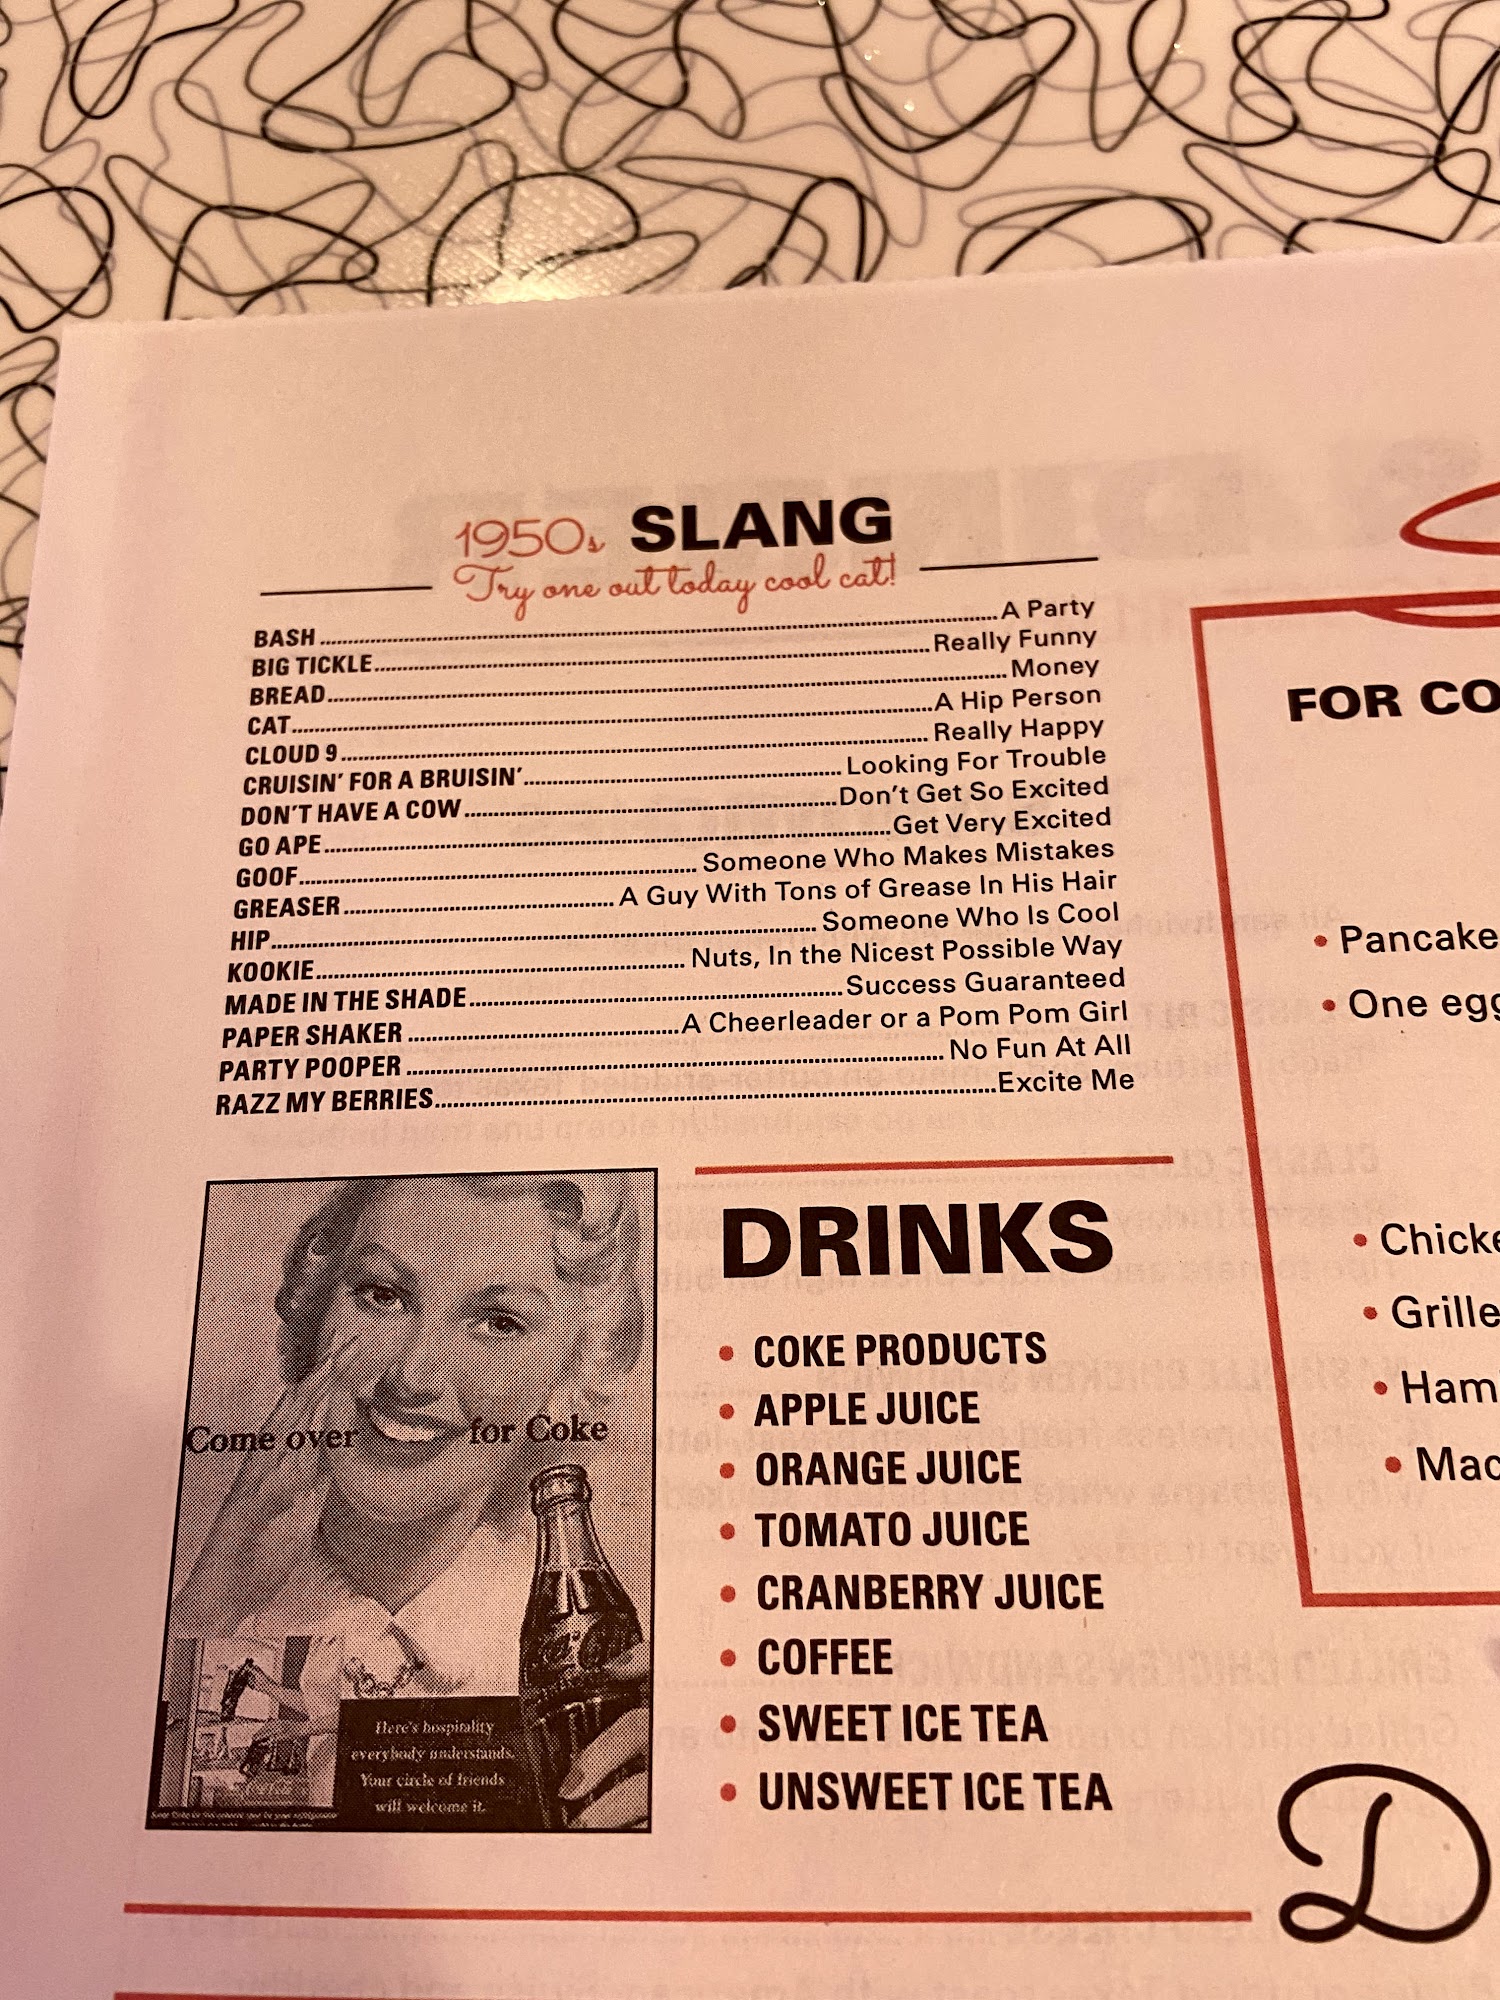 1950s SLANG
Try one out today cool cat!
BASH A Party
BIG TICKLE Really Funny
BREAD Money
CAT A Hip Person
CLOUD 9 Really Happy
CRUISIN' FOR A BRUISIN' Looking For Trouble
DON'T HAVE A COW Don't Get So Excited
GO APE Get Very Excited
GOOF Someone Who Makes Mistakes
GREASER A Guy With Tons of Grease In His Hair
HIP Someone Who Is Cool
KOOKIE Nuts, In the Nicest Possible Way
MADE IN THE SHADE Success Guaranteed
PAPER SHAKER A Cheerleader or a Pom Pom Girl
PARTY POOPER No Fun At All
RAZZ MY BERRIES Excite Me
Come over for Coke
Here's hospitality
everybody understands.
Your circle of friends
will welcome it.
DRINKS
• COKE PRODUCTS
• APPLE JUICE
• ORANGE JUICE
• TOMATO JUICE
• CRANBERRY JUICE
• COFFEE
• SWEET ICE TEA
• UNSWEET ICE TEA
FOR CO
• Pancake
• One egg
• Chicke
• Grille
• Ham
• Mac
D